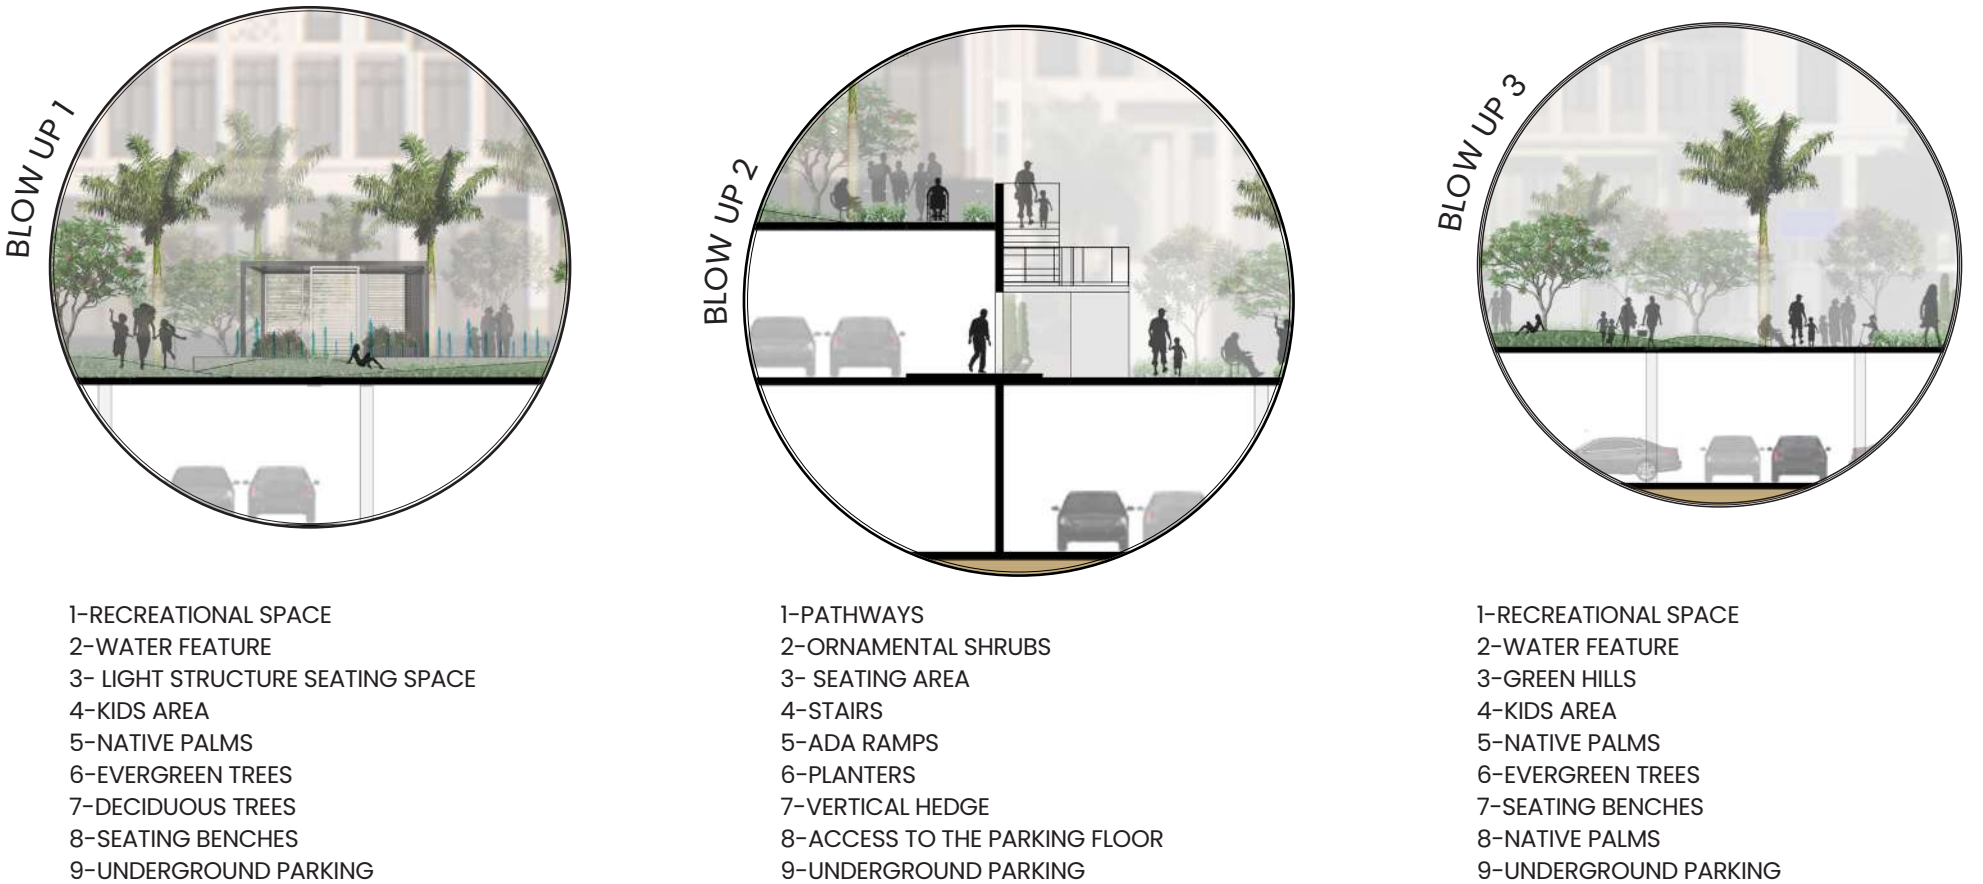 BLOW UP 1
1-RECREATIONAL SPACE
2-WATER FEATURE
3- LIGHT STRUCTURE SEATING SPACE
4-KIDS AREA
5-NATIVE PALMS
6-EVERGREEN TREES
7-DECIDUOUS TREES
8-SEATING BENCHES
9-UNDERGROUND PARKING
BLOW UP 2
1-PATHWAYS
2-ORNAMENTAL SHRUBS
3- SEATING AREA
4-STAIRS
5-ADA RAMPS
6-PLANTERS
7-VERTICAL HEDGE
8-ACCESS TO THE PARKING FLOOR
9-UNDERGROUND PARKING
BLOW UP 3
1-RECREATIONAL SPACE
2-WATER FEATURE
3-GREEN HILLS
4-KIDS AREA
5-NATIVE PALMS
6-EVERGREEN TREES
7-SEATING BENCHES
8-NATIVE PALMS
9-UNDERGROUND PARKING